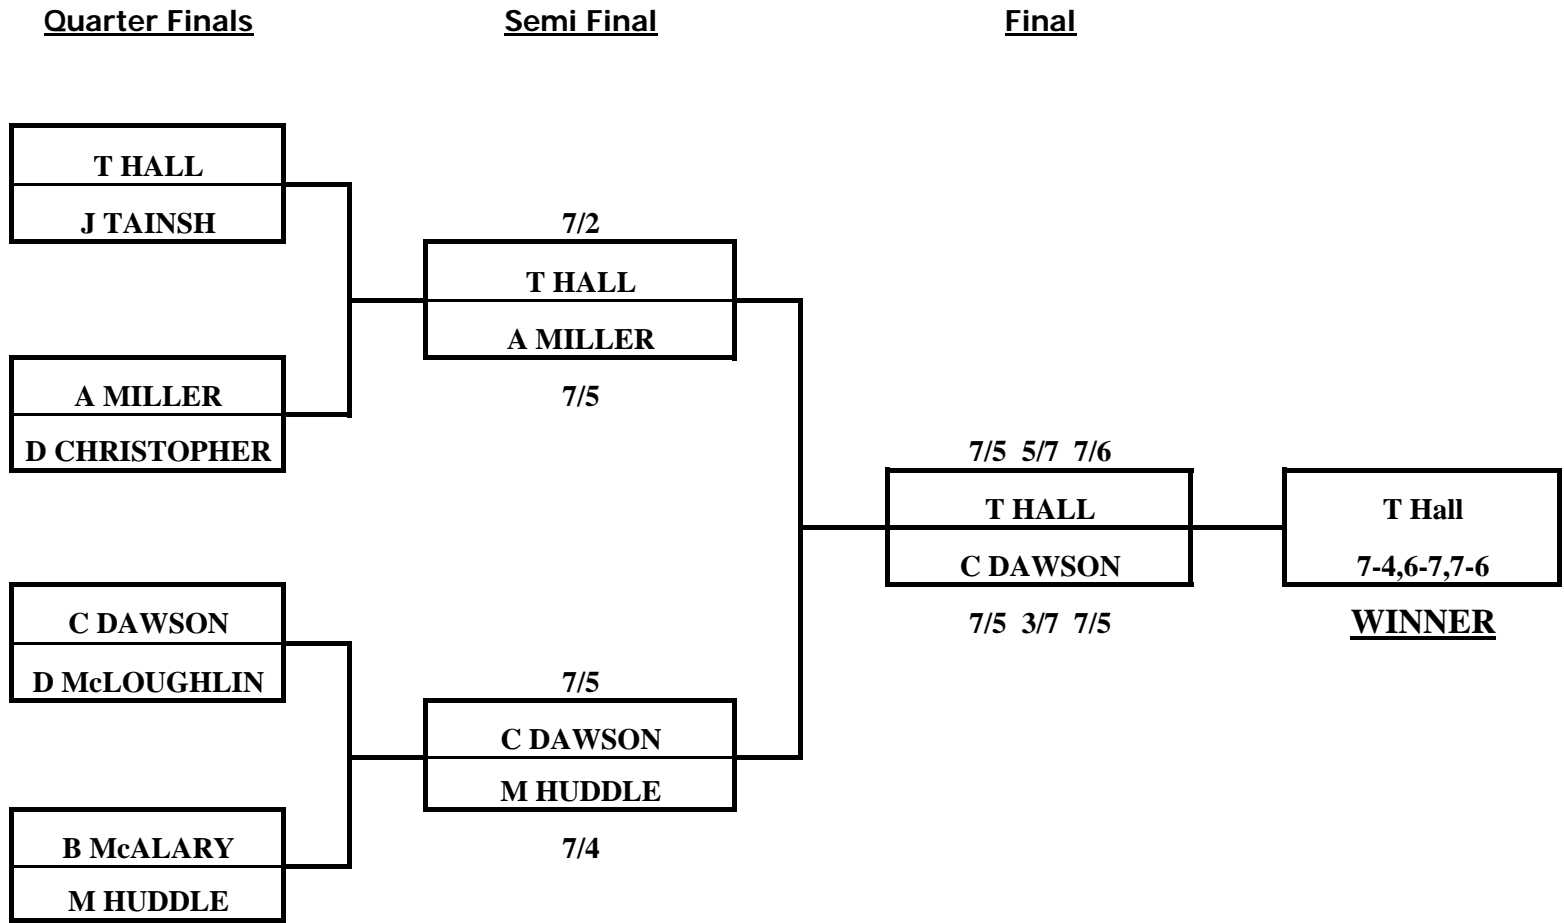 Quarter Finals
Semi Final
Final
T HALL
J TAINSH
A MILLER
D CHRISTOPHER
C DAWSON
D McLOUGHLIN
B McALARY
M HUDDLE
7/2
T HALL
A MILLER
7/5
7/5
C DAWSON
M HUDDLE
7/4
7/5 5/7 7/6
T HALL
C DAWSON
7/5 3/7 7/5
T Hall
7-4,6-7,7-6
WINNER